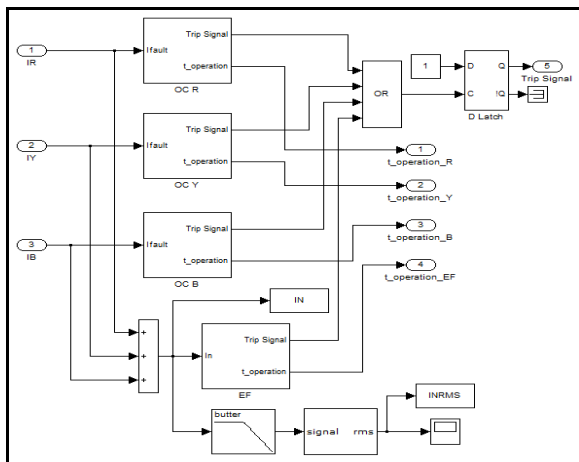 1
IR
Ifault
Trip Signal
t_operation
OC R
OR
1
D
C
Q
!Q
D Latch
5
Trip Signal
2
IY
Ifault
Trip Signal
t_operation
OC Y
1
t_operation_R
2
t_operation_Y
3
IB
Ifault
Trip Signal
t_operation
OC B
3
t_operation_B
4
t_operation_EF
IN
+
+
+
In
Trip Signal
t_operation
EF
butter
signal
rms
INRMS